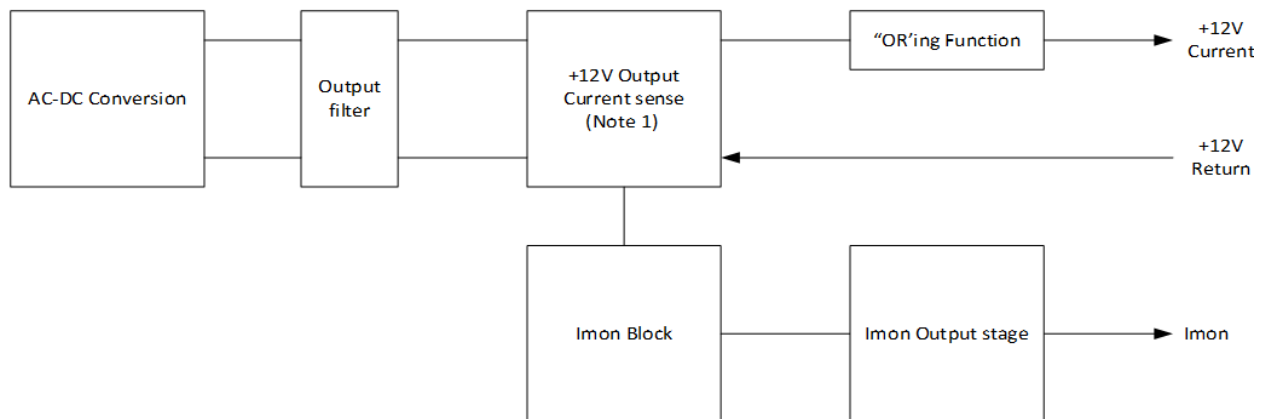 AC-DC Conversion
Output
filter
+12V Output
Current sense
(Note 1)
“OR’ing Function
+12V
Current
+12V
Return
Imon Block
Imon Output stage
Imon